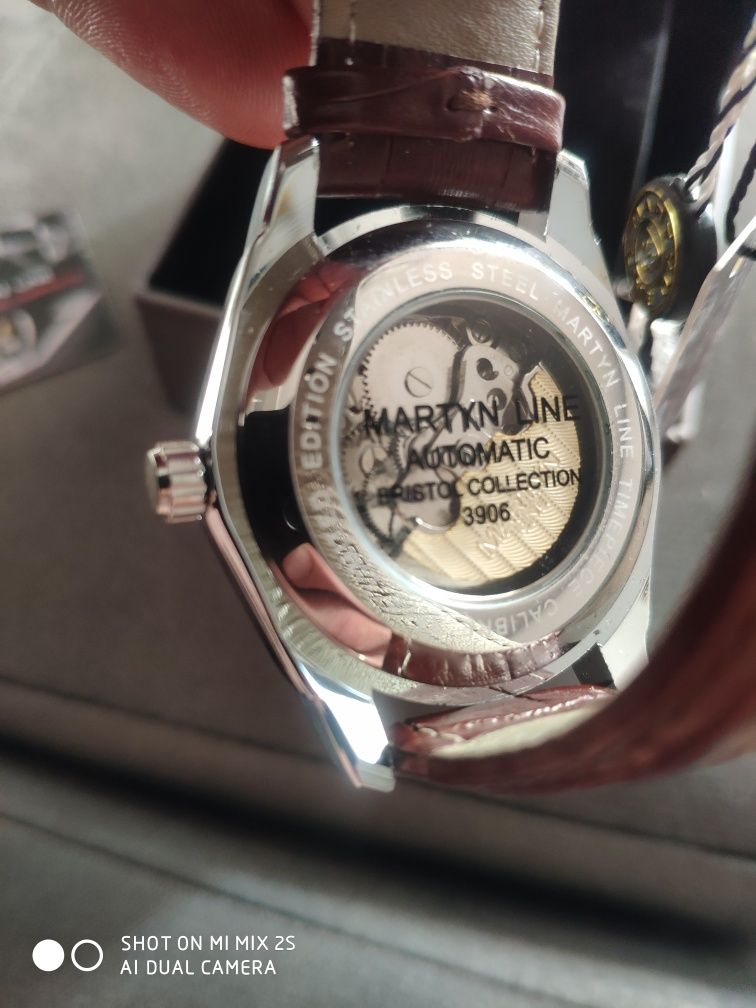 STAINLESS STEEL MARTYN LINE TIMEPIECE
EDITION
MARTYN LINE
AUTOMATIC
BRISTOL COLLECTION
3906
SHOT ON MI MIX 2S
AI DUAL CAMERA